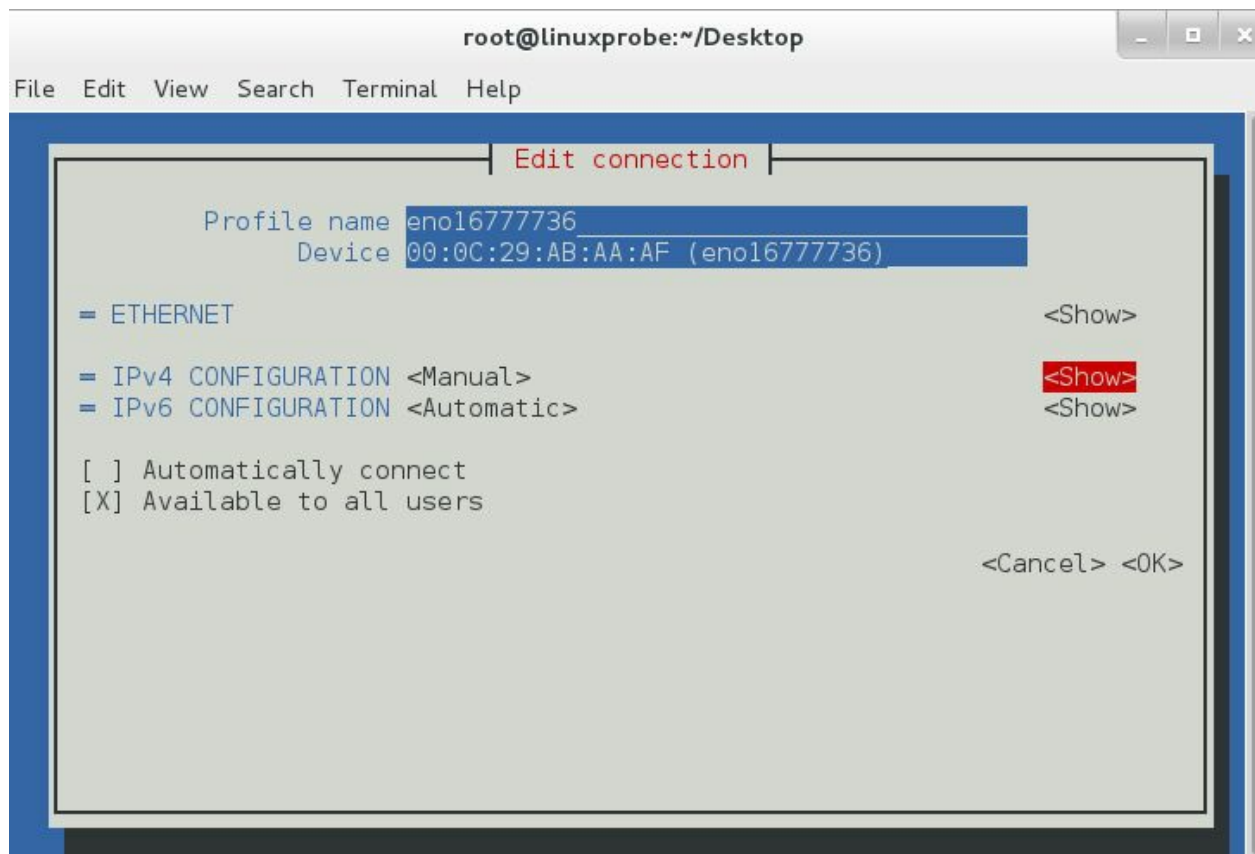 root@linuxprobe:~/Desktop
File Edit View Search Terminal Help
Edit connection
Profile name eno16777736
Device 00:0C:29:AB:AA:AF (eno16777736)
= ETHERNET <Show>
= IPv4 CONFIGURATION <Manual> <Show>
= IPv6 CONFIGURATION <Automatic> <Show>
[ ] Automatically connect
[X] Available to all users
<Cancel> <OK>